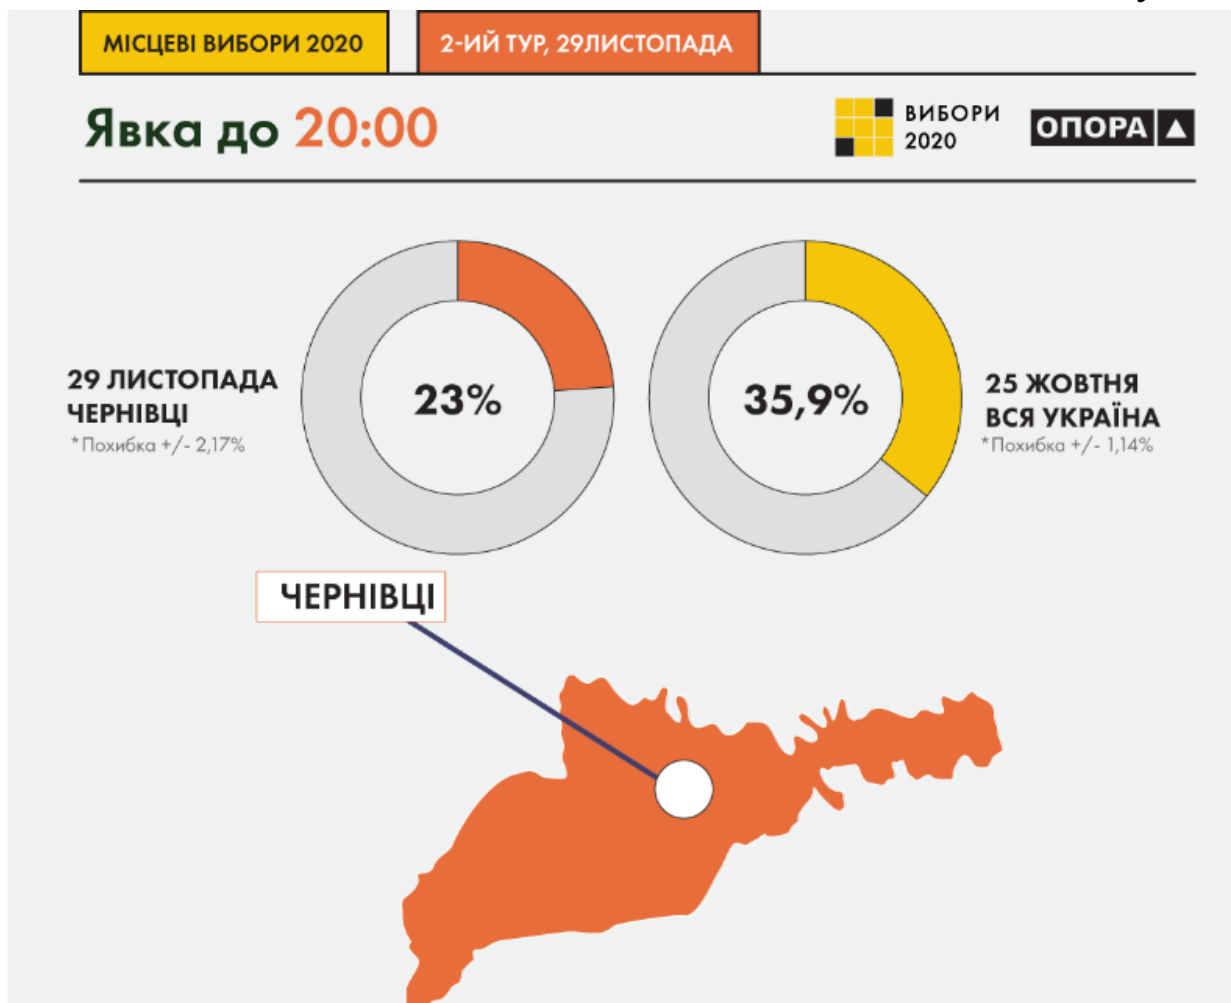 МІСЦЕВІ ВИБОРИ 2020
2-ИЙ ТУР, 29ЛИСТОПАДА
Явка до 20:00
ВИБОРИ
2020
ОПОРА
29 ЛИСТОПАДА
ЧЕРНІВЦІ
*Похибка +/- 2,17%
23%
35,9%
25 ЖОВТНЯ
ВСЯ УКРАЇНА
*Похибка +/- 1,14%
ЧЕРНІВЦІ